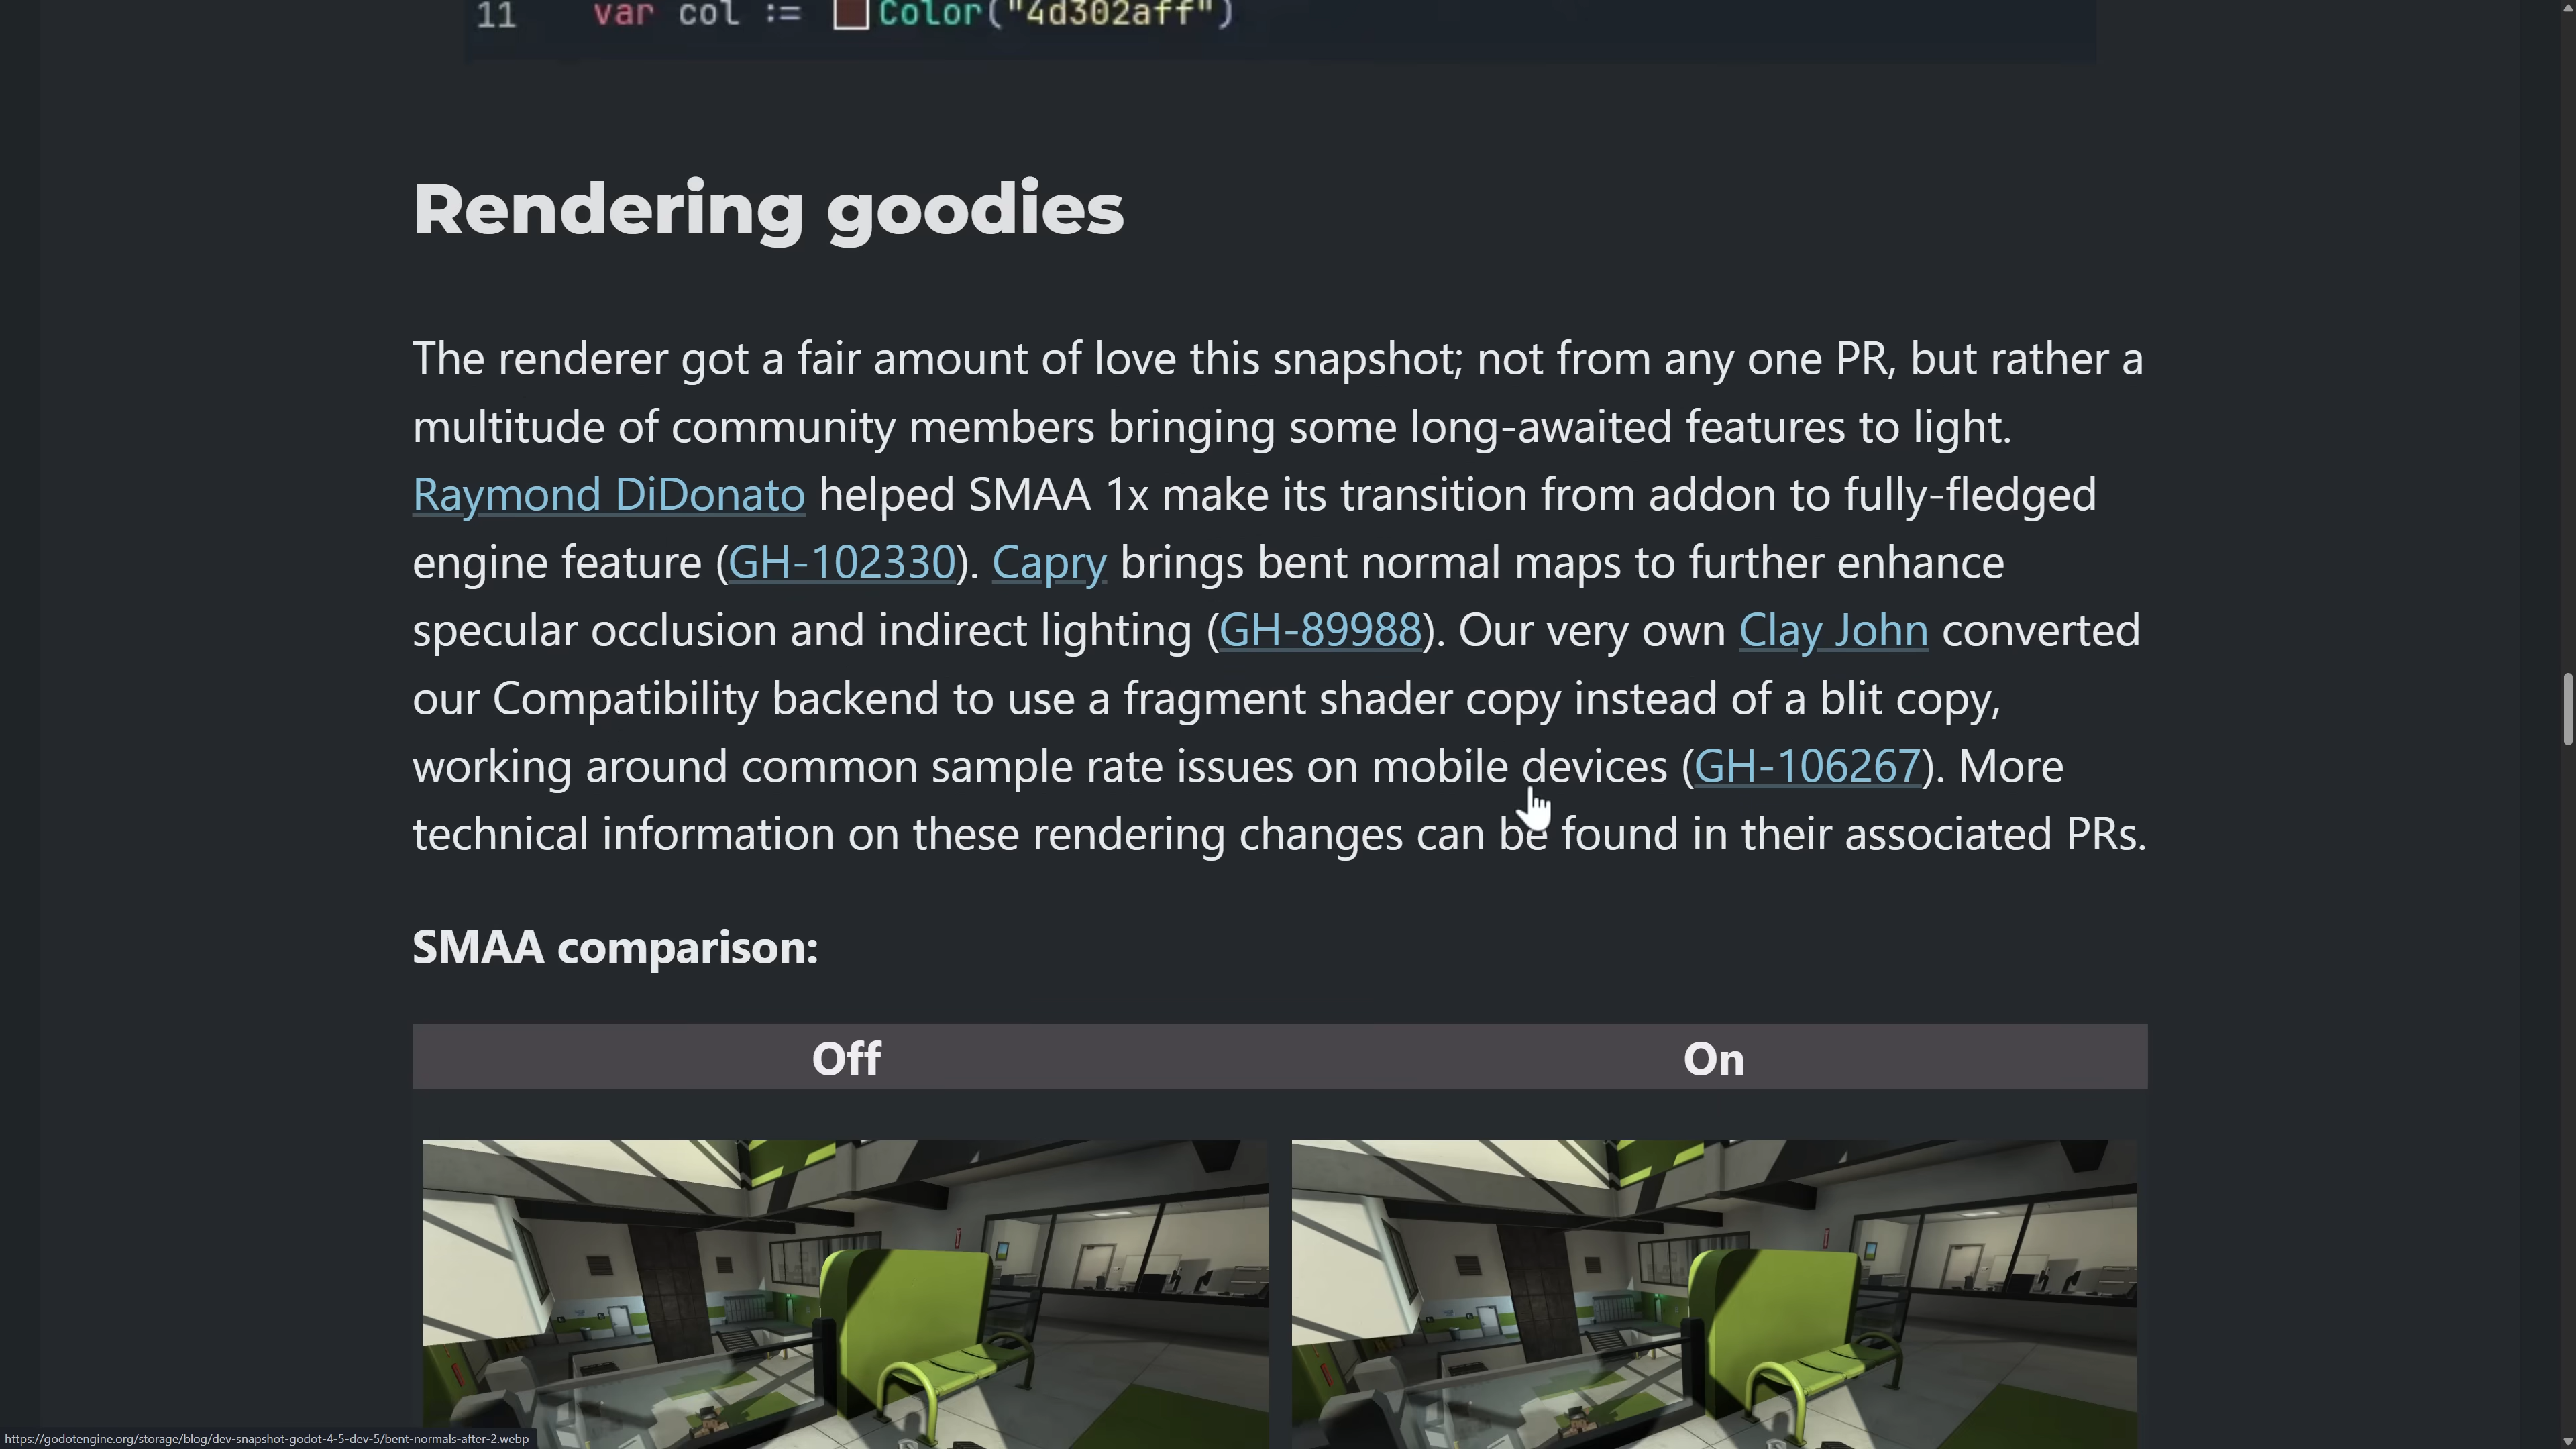 11 var col := Color("4d302aff")
Rendering goodies
The renderer got a fair amount of love this snapshot; not from any one PR, but rather a
multitude of community members bringing some long-awaited features to light.
Raymond DiDonato helped SMAA 1x make its transition from addon to fully-fledged
engine feature (GH-102330). Capry brings bent normal maps to further enhance
specular occlusion and indirect lighting (GH-89988). Our very own Clay John converted
our Compatibility backend to use a fragment shader copy instead of a blit copy,
working around common sample rate issues on mobile devices (GH-106267). More
technical information on these rendering changes can be found in their associated PRs.
SMAA comparison:
Off On
https://godotengine.org/storage/blog/dev-snapshot-godot-4-5-dev-5/bent-normals-after-2.webp